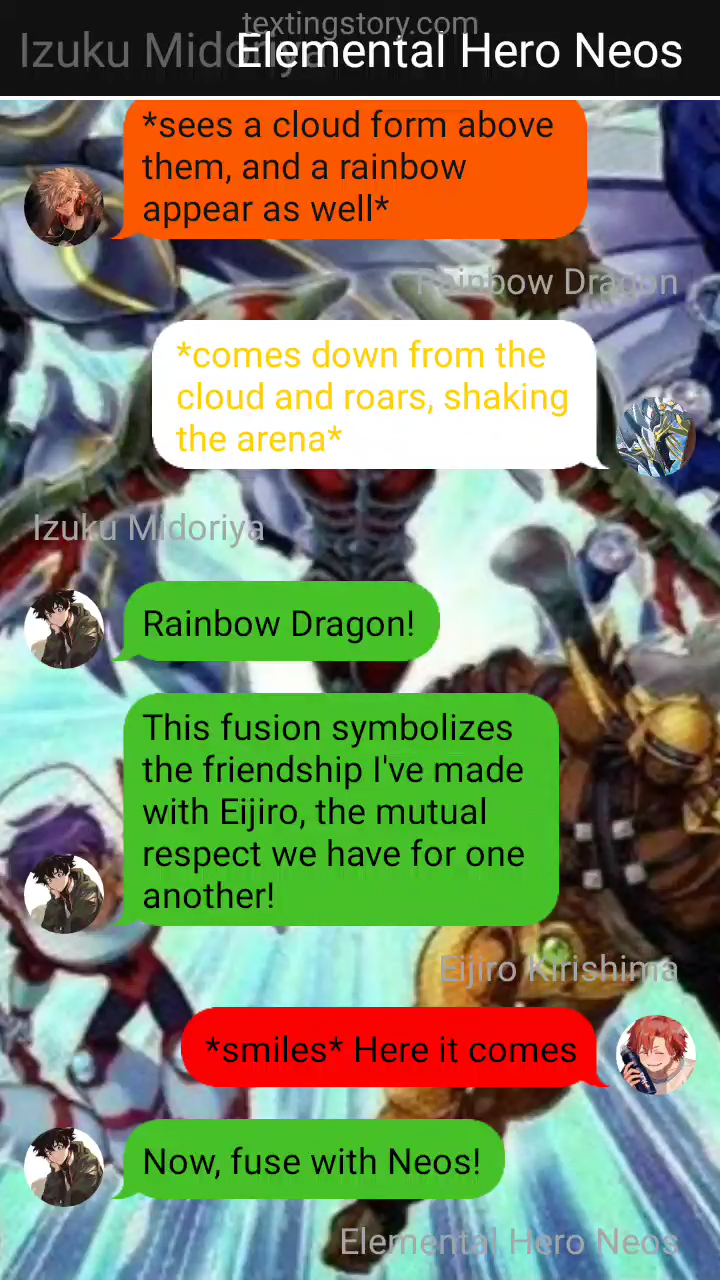 textingstory.com
Izuku Midoriya
Elemental Hero Neos
*sees a cloud form above
them, and a rainbow
appear as well*
Rainbow Dragon
*comes down from the
cloud and roars, shaking
the arena*
Izuku Midoriya
Rainbow Dragon!
This fusion symbolizes
the friendship I've made
with Eijiro, the mutual
respect we have for one
another!
Eijiro Kirishima
*smiles* Here it comes
Now, fuse with Neos!
Elemental Hero Neos